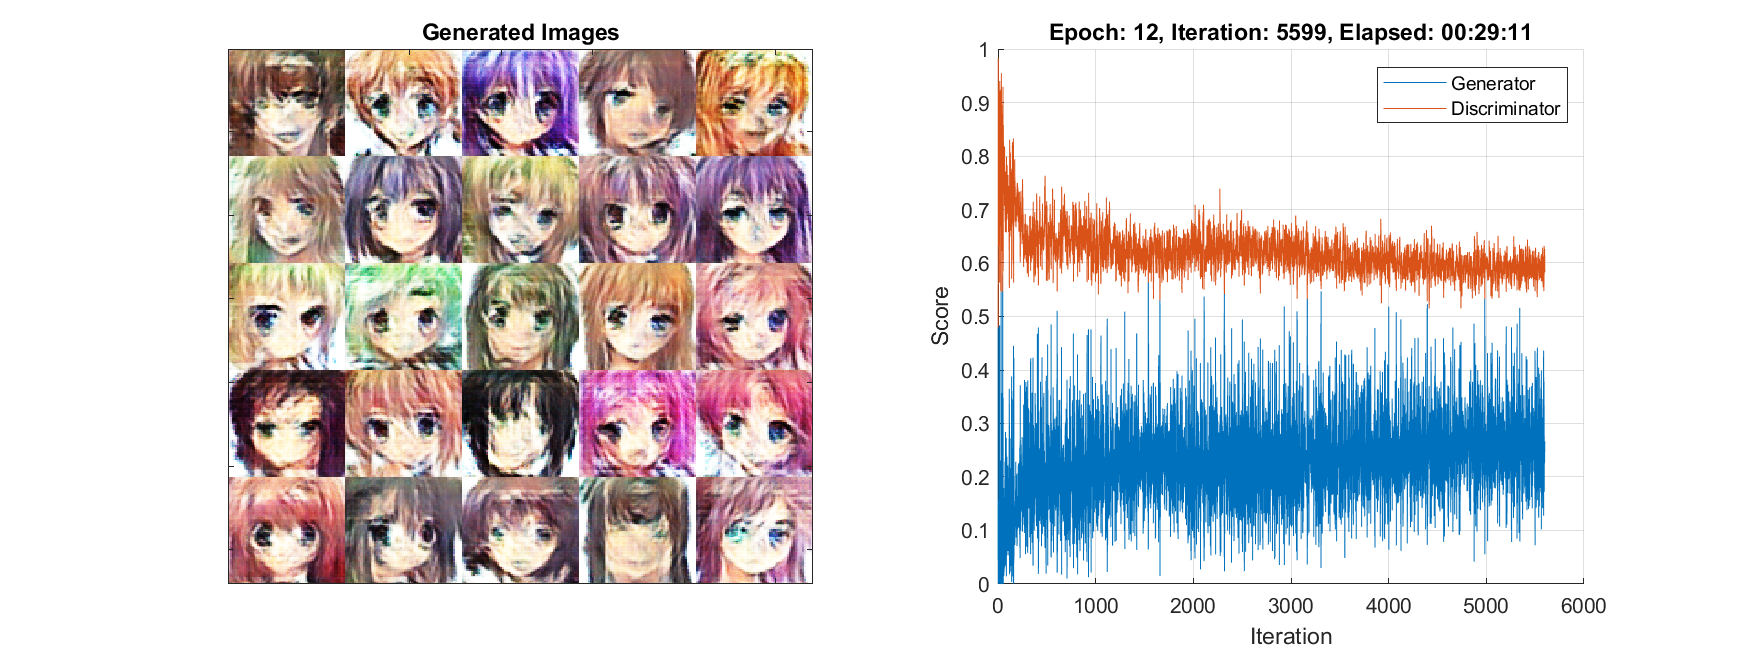 Generated Images
Epoch: 12, Iteration: 5599, Elapsed: 00:29:11
Generator
Discriminator
Score
1
0.9
0.8
0.7
0.6
0.5
0.4
0.3
0.2
0.1
0
0 1000 2000 3000 4000 5000 6000
Iteration